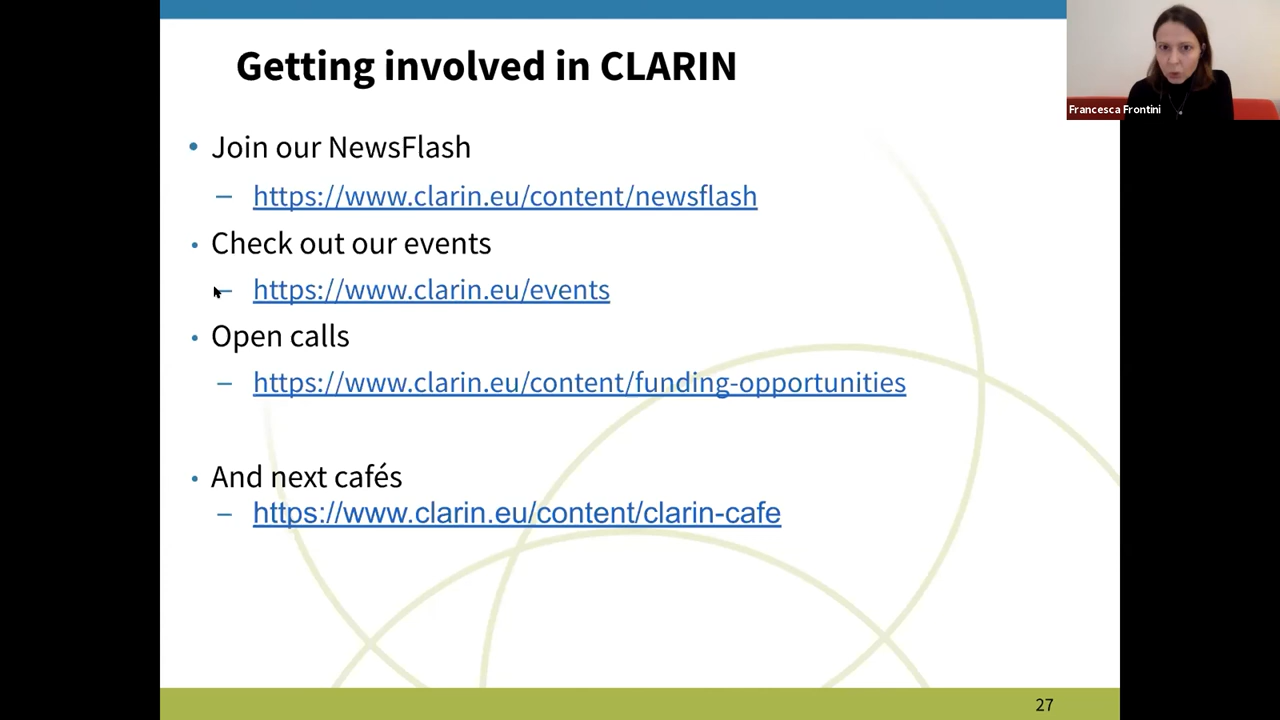 Getting involved in CLARIN
Francesca Frontini
• Join our NewsFlash
– https://www.clarin.eu/content/newsflash
• Check out our events
– https://www.clarin.eu/events
• Open calls
– https://www.clarin.eu/content/funding-opportunities
• And next cafés
– https://www.clarin.eu/content/clarin-cafe
27